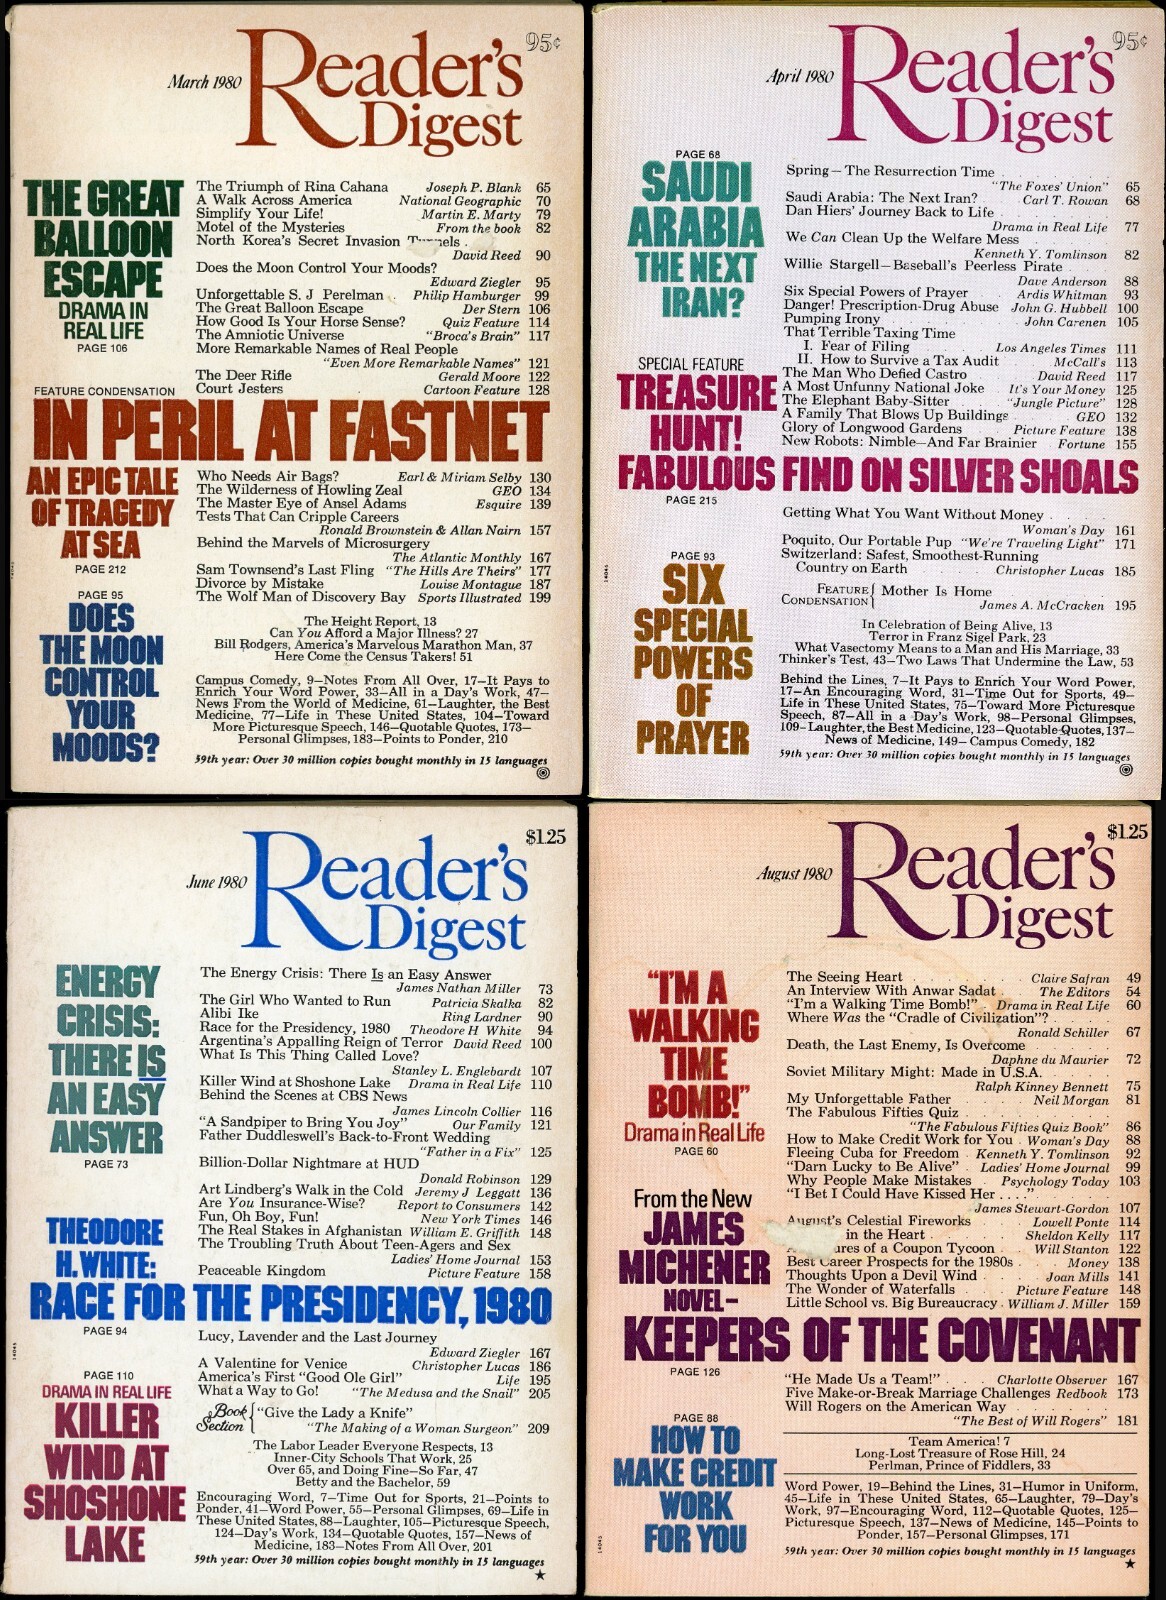 March 1980
Reader's
Digest
95¢
THE GREAT
BALLOON
ESCAPE
DRAMA IN
REAL LIFE
PAGE 106
The Triumph of Rina Cahana Joseph P. Blank 65
A Walk Across America National Geographic 70
Simplify Your Life! Martin E. Marty 79
Motel of the Mysteries From the book 82
North Korea's Secret Invasion
David Reed 90
Does the Moon Control Your Moods?
Edward Ziegler 95
Unforgettable S. J Perelman Philip Hamburger 99
The Great Balloon Escape Der Stern 106
How Good Is Your Horse Sense? Quiz Feature 114
The Amniotic Universe "Broca's Brain" 117
More Remarkable Names of Real People
"Even More Remarkable Names" 121
The Deer Rifle Gerald Moore 122
Court Jesters Cartoon Feature 128
FEATURE CONDENSATION
IN PERIL AT FASTNET
AN EPIC TALE
OF TRAGEDY
AT SEA
PAGE 212
Who Needs Air Bags? Earl & Miriam Selby 130
The Wilderness of Howling Zeal GEO 134
The Master Eye of Ansel Adams Esquire 139
Tests That Can Cripple Careers
Ronald Brownstein & Allan Nairn 157
Behind the Marvels of Microsurgery
The Atlantic Monthly 167
Sam Townsend's Last Fling "The Hills Are Theirs" 177
Divorce by Mistake Louise Montague 187
The Wolf Man of Discovery Bay Sports Illustrated 199
PAGE 95
DOES
THE MOON
CONTROL
YOUR
MOODS?
The Height Report, 13
Can You Afford a Major Illness? 27
Bill Rodgers, America's Marvelous Marathon Man, 37
Here Come the Census Takers! 51
Campus Comedy, 9—Notes From All Over, 17—It Pays to
Enrich Your Word Power, 33—All in a Day's Work, 47—
News From the World of Medicine, 61—Laughter, the Best
Medicine, 77—Life in These United States, 104—Toward
More Picturesque Speech, 146—Quotable Quotes, 173—
Personal Glimpses, 183—Points to Ponder, 210
59th year: Over 30 million copies bought monthly in 15 languages
April 1980
Reader's
Digest
95¢
PAGE 68
SAUDI
ARABIA
THE NEXT
IRAN?
Spring—The Resurrection Time
"The Foxes' Union" 65
Saudi Arabia: The Next Iran? Carl T. Rowan 68
Dan Hiers' Journey Back to Life
Drama in Real Life 77
We Can Clean Up the Welfare Mess
Kenneth Y. Tomlinson 82
Willie Stargell—Baseball's Peerless Pirate
Dave Anderson 88
Six Special Powers of Prayer Ardis Whitman 93
Danger! Prescription-Drug Abuse John G. Hubbell 100
Pumping Irony John Carenen 105
That Terrible Taxing Time
I. Fear of Filing Los Angeles Times 111
II. How to Survive a Tax Audit McCall's 113
The Man Who Defied Castro David Reed 117
A Most Unfunny National Joke It's Your Money 125
The Elephant Baby-Sitter "Jungle Picture" 128
A Family That Blows Up Buildings GEO 132
Glory of Longwood Gardens Picture Feature 138
New Robots: Nimble—And Far Brainier Fortune 155
SPECIAL FEATURE
TREASURE
HUNT!
FABULOUS FIND ON SILVER SHOALS
PAGE 215
Getting What You Want Without Money
Woman's Day 161
Poquito, Our Portable Pup "We're Traveling Light" 171
Switzerland: Safest, Smoothest-Running
Country on Earth Christopher Lucas 185
FEATURE CONDENSATION Mother Is Home
James A. McCracken 195
PAGE 93
SIX
SPECIAL
POWERS
OF
PRAYER
In Celebration of Being Alive, 13
Terror in Franz Sigel Park, 23
What Vasectomy Means to a Man and His Marriage, 33
Thinker's Test, 43—Two Laws That Undermine the Law, 53
Behind the Lines, 7—It Pays to Enrich Your Word Power,
17—An Encouraging Word, 31—Time Out for Sports, 49—
Life in These United States, 75—Toward More Picturesque
Speech, 87—All in a Day's Work, 98—Personal Glimpses,
109—Laughter, the Best Medicine, 123—Quotable Quotes, 137—
News of Medicine, 149—Campus Comedy, 182
59th year: Over 30 million copies bought monthly in 15 languages
June 1980
Reader's
Digest
$1.25
ENERGY
CRISIS:
THERE IS
AN EASY
ANSWER
PAGE 73
The Energy Crisis: There Is an Easy Answer
James Nathan Miller 73
The Girl Who Wanted to Run Patricia Skalka 82
Alibi Ike Ring Lardner 90
Race for the Presidency, 1980 Theodore H White 94
Argentina's Appalling Reign of Terror David Reed 100
What Is This Thing Called Love?
Stanley L. Englebardt 107
Killer Wind at Shoshone Lake Drama in Real Life 110
Behind the Scenes at CBS News
James Lincoln Collier 116
"A Sandpiper to Bring You Joy" Our Family 121
Father Duddleswell's Back-to-Front Wedding
"Father in a Fix" 125
Billion-Dollar Nightmare at HUD
Donald Robinson 129
Art Lindberg's Walk in the Cold Jeremy J Leggatt 136
Are You Insurance-Wise? Report to Consumers 142
Fun, Oh Boy, Fun! New York Times 146
The Real Stakes in Afghanistan William E. Griffith 148
The Troubling Truth About Teen-Agers and Sex
Ladies' Home Journal 153
Peaceable Kingdom Picture Feature 158
THEODORE
H. WHITE:
RACE FOR THE PRESIDENCY, 1980
PAGE 94
Lucy, Lavender and the Last Journey
Edward Ziegler 167
A Valentine for Venice Christopher Lucas 186
America's First "Good Ole Girl" Life 195
What a Way to Go! "The Medusa and the Snail" 205
Book Section "Give the Lady a Knife"
"The Making of a Woman Surgeon" 209
PAGE 110
DRAMA IN REAL LIFE
KILLER
WIND AT
SHOSHONE
LAKE
The Labor Leader Everyone Respects, 13
Inner-City Schools That Work, 25
Over 65, and Doing Fine—So Far, 47
Betty and the Bachelor, 59
Encouraging Word, 7—Time Out for Sports, 21—Points to
Ponder, 41—Word Power, 55—Personal Glimpses, 69—Life in
These United States, 88—Laughter, 105—Picturesque Speech,
124—Day's Work, 134—Quotable Quotes, 157—News of
Medicine, 183—Notes From All Over, 201
59th year: Over 30 million copies bought monthly in 15 languages
August 1980
Reader's
Digest
$1.25
"I'M A
WALKING
TIME
BOMB!"
Drama in Real Life
PAGE 60
The Seeing Heart Claire Safran 49
An Interview With Anwar Sadat The Editors 54
"I'm a Walking Time Bomb!" Drama in Real Life 60
Where Was the "Cradle of Civilization"?
Ronald Schiller 67
Death, the Last Enemy, Is Overcome
Daphne du Maurier 72
Soviet Military Might: Made in U.S.A.
Ralph Kinney Bennett 75
My Unforgettable Father Neil Morgan 81
The Fabulous Fifties Quiz
"The Fabulous Fifties Quiz Book" 86
How to Make Credit Work for You Woman's Day 88
Fleeing Cuba for Freedom Kenneth Y. Tomlinson 92
"Darn Lucky to Be Alive" Ladies' Home Journal 99
Why People Make Mistakes Psychology Today 103
"I Bet I Could Have Kissed Her . . . ."
James Stewart-Gordon 107
August's Celestial Fireworks Lowell Ponte 114
in the Heart Sheldon Kelly 117
of a Coupon Tycoon Will Stanton 122
Best Career Prospects for the 1980s Money 138
Thoughts Upon a Devil Wind Joan Mills 141
The Wonder of Waterfalls Picture Feature 148
Little School vs. Big Bureaucracy William J. Miller 159
From the New
JAMES
MICHENER
NOVEL—
KEEPERS OF THE COVENANT
PAGE 126
"He Made Us a Team!" Charlotte Observer 167
Five Make-or-Break Marriage Challenges Redbook 173
Will Rogers on the American Way
"The Best of Will Rogers" 181
PAGE 88
HOW TO
MAKE CREDIT
WORK
FOR YOU
Team America! 7
Long-Lost Treasure of Rose Hill, 24
Perlman, Prince of Fiddlers, 33
Word Power, 19—Behind the Lines, 31—Humor in Uniform,
45—Life in These United States, 65—Laughter, 79—Day's
Work, 97—Encouraging Word, 112—Quotable Quotes, 125—
Picturesque Speech, 137—News of Medicine, 145—Points to
Ponder, 157—Personal Glimpses, 171
59th year: Over 30 million copies bought monthly in 15 languages